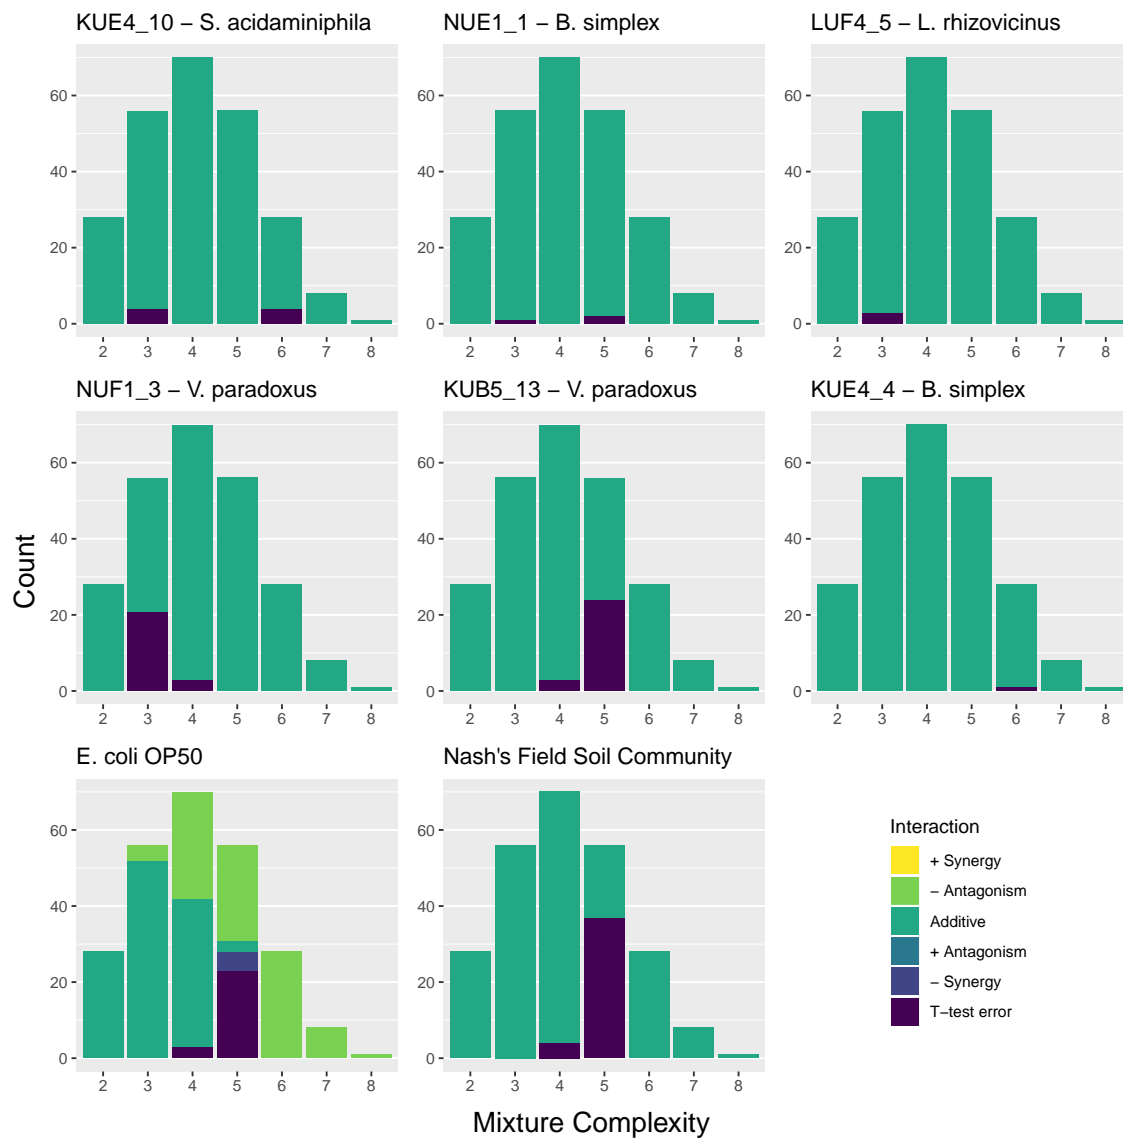 KUE4_10 – S. acidaminiphila
NUE1_1 – B. simplex
LUF4_5 – L. rhizovicinus
60
40
20
0
2 3 4 5 6 7 8
60
40
20
0
2 3 4 5 6 7 8
60
40
20
0
2 3 4 5 6 7 8
NUF1_3 – V. paradoxus
KUB5_13 – V. paradoxus
KUE4_4 – B. simplex
Count
60
40
20
0
2 3 4 5 6 7 8
60
40
20
0
2 3 4 5 6 7 8
60
40
20
0
2 3 4 5 6 7 8
E. coli OP50
Nash's Field Soil Community
60
40
20
0
2 3 4 5 6 7 8
60
40
20
0
2 3 4 5 6 7 8
Interaction
+ Synergy
– Antagonism
Additive
+ Antagonism
– Synergy
T–test error
Mixture Complexity